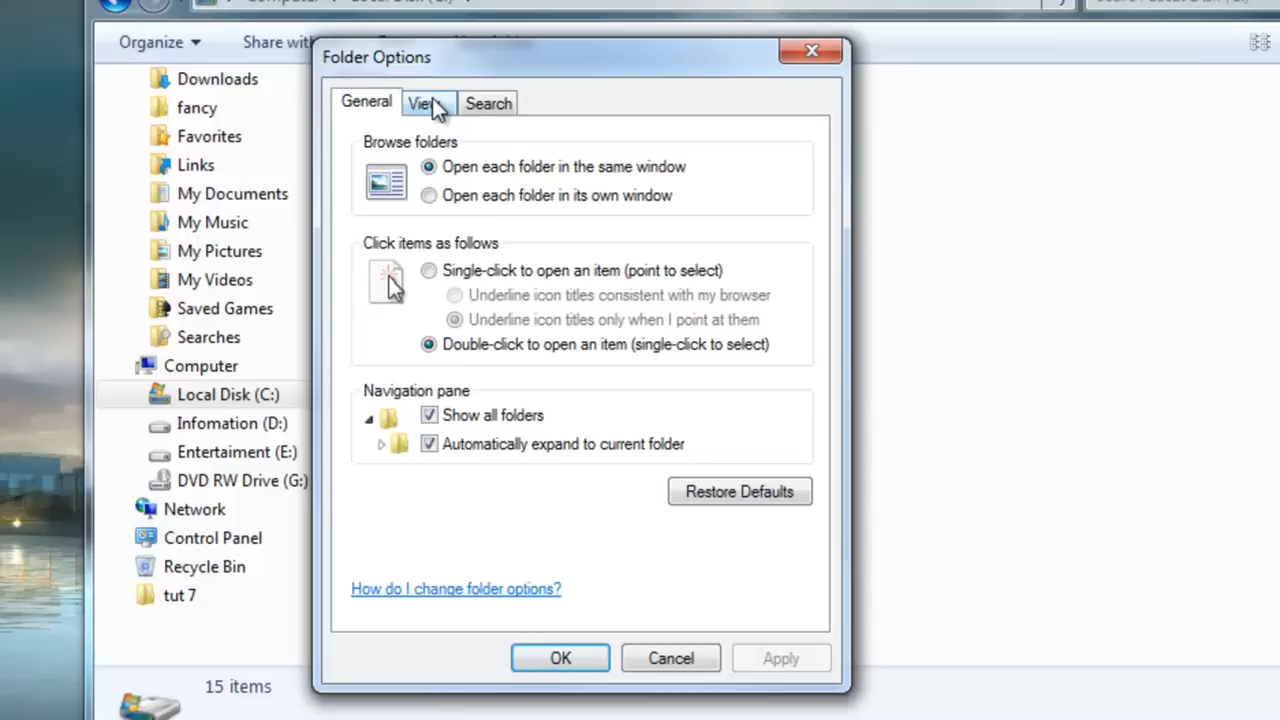 Organize
Share with
Folder Options
General
View
Search
Downloads
fancy
Favorites
Links
My Documents
My Music
My Pictures
My Videos
Saved Games
Searches
Computer
Local Disk (C:)
Infomation (D:)
Entertaiment (E:)
DVD RW Drive (G:)
Network
Control Panel
Recycle Bin
tut 7
15 items
Browse folders
Open each folder in the same window
Open each folder in its own window
Click items as follows
Single-click to open an item (point to select)
Underline icon titles consistent with my browser
Underline icon titles only when I point at them
Double-click to open an item (single-click to select)
Navigation pane
Show all folders
Automatically expand to current folder
Restore Defaults
How do I change folder options?
OK
Cancel
Apply